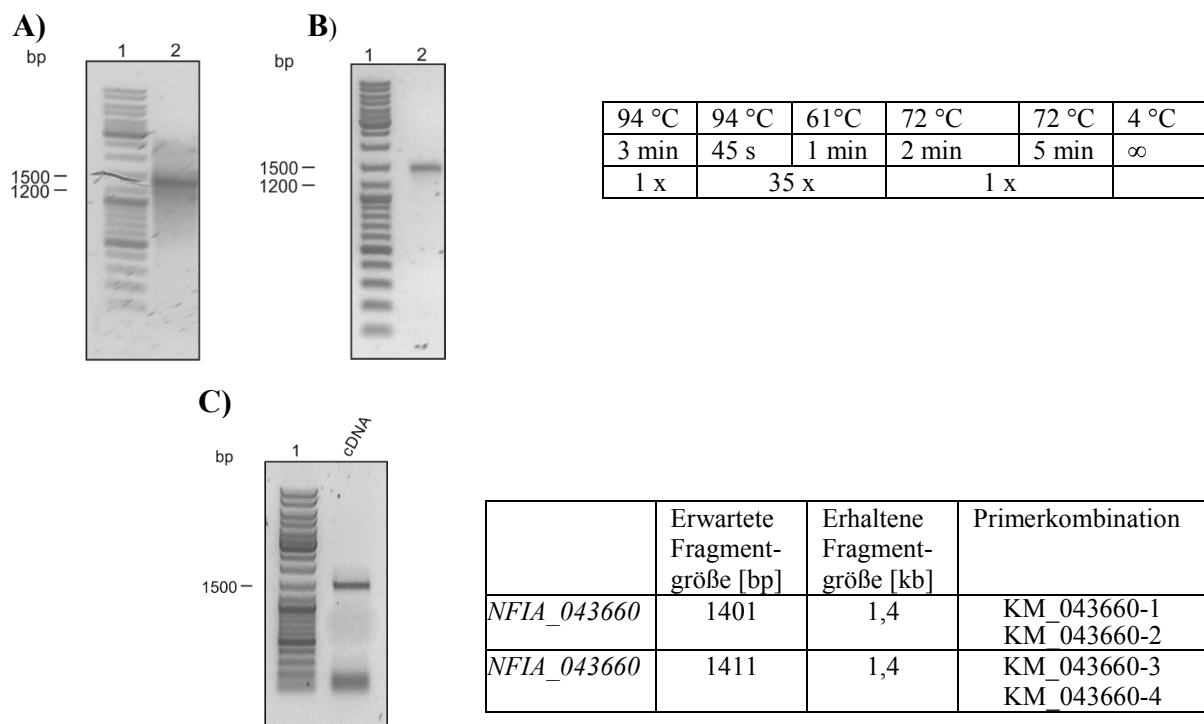 A)
B)
bp
1 2
1500
1200
bp
1 2
1500
1200
94 °C 94 °C 61°C 72 °C 72 °C 4 °C
3 min 45 s 1 min 2 min 5 min ∞
1 x 35 x 1 x
C)
bp
1 cDNA
1500
Erwartete Fragment- größe [bp]
Erhaltene Fragment- größe [kb]
Primerkombination
NFIA_043660 1401 1,4 KM_043660-1
KM_043660-2
NFIA_043660 1411 1,4 KM_043660-3
KM_043660-4